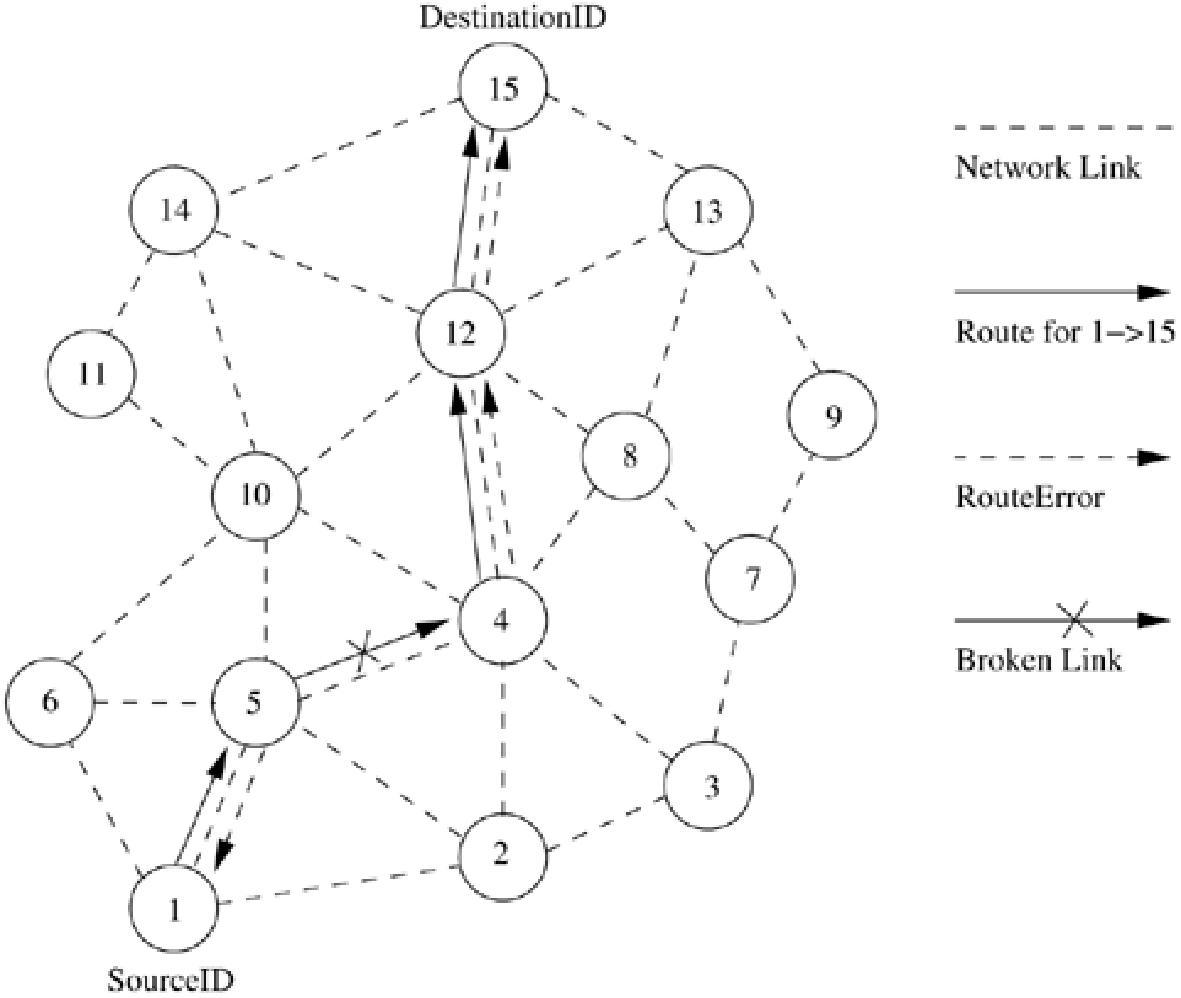 DestinationID
15
Network Link
14
13
Route for 1–>15
12
11
9
8
10
RouteError
7
4
Broken Link
6
5
3
2
1
SourceID